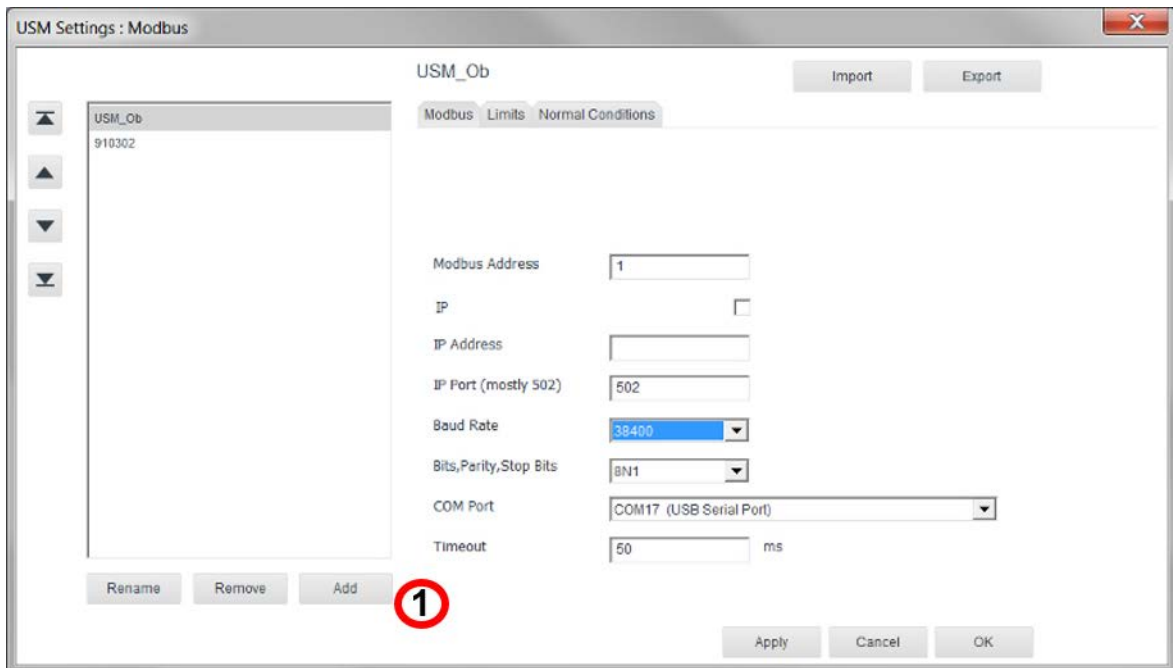 USM Settings : Modbus
X
USM_Ob
Import
Export
USM_Ob
910302
Modbus Limits Normal Conditions
Modbus Address 1
IP
IP Address
IP Port (mostly 502) 502
Baud Rate 38400
Bits,Parity,Stop Bits 8N1
COM Port COM17 (USB Serial Port)
Timeout 50 ms
Rename Remove Add 1
Apply Cancel OK